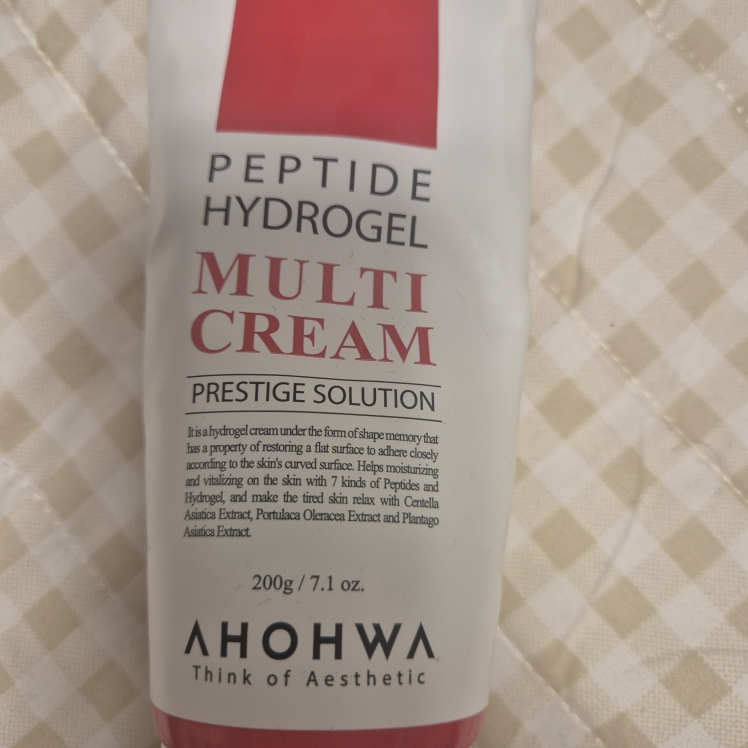 PEPTIDE
HYDROGEL
MULTI
CREAM
PRESTIGE SOLUTION
It is a hydrogel cream under the form of shape memory that
has a property of restoring a flat surface to adhere closely
according to the skin's curved surface. Helps moisturizing
and vitalizing on the skin with 7 kinds of Peptides and
Hydrogel, and make the tired skin relax with Centella
Asiatica Extract, Portulaca Oleracea Extract and Plantago
Asiatica Extract.
200g / 7.1 oz.
AHOHWA
Think of Aesthetic